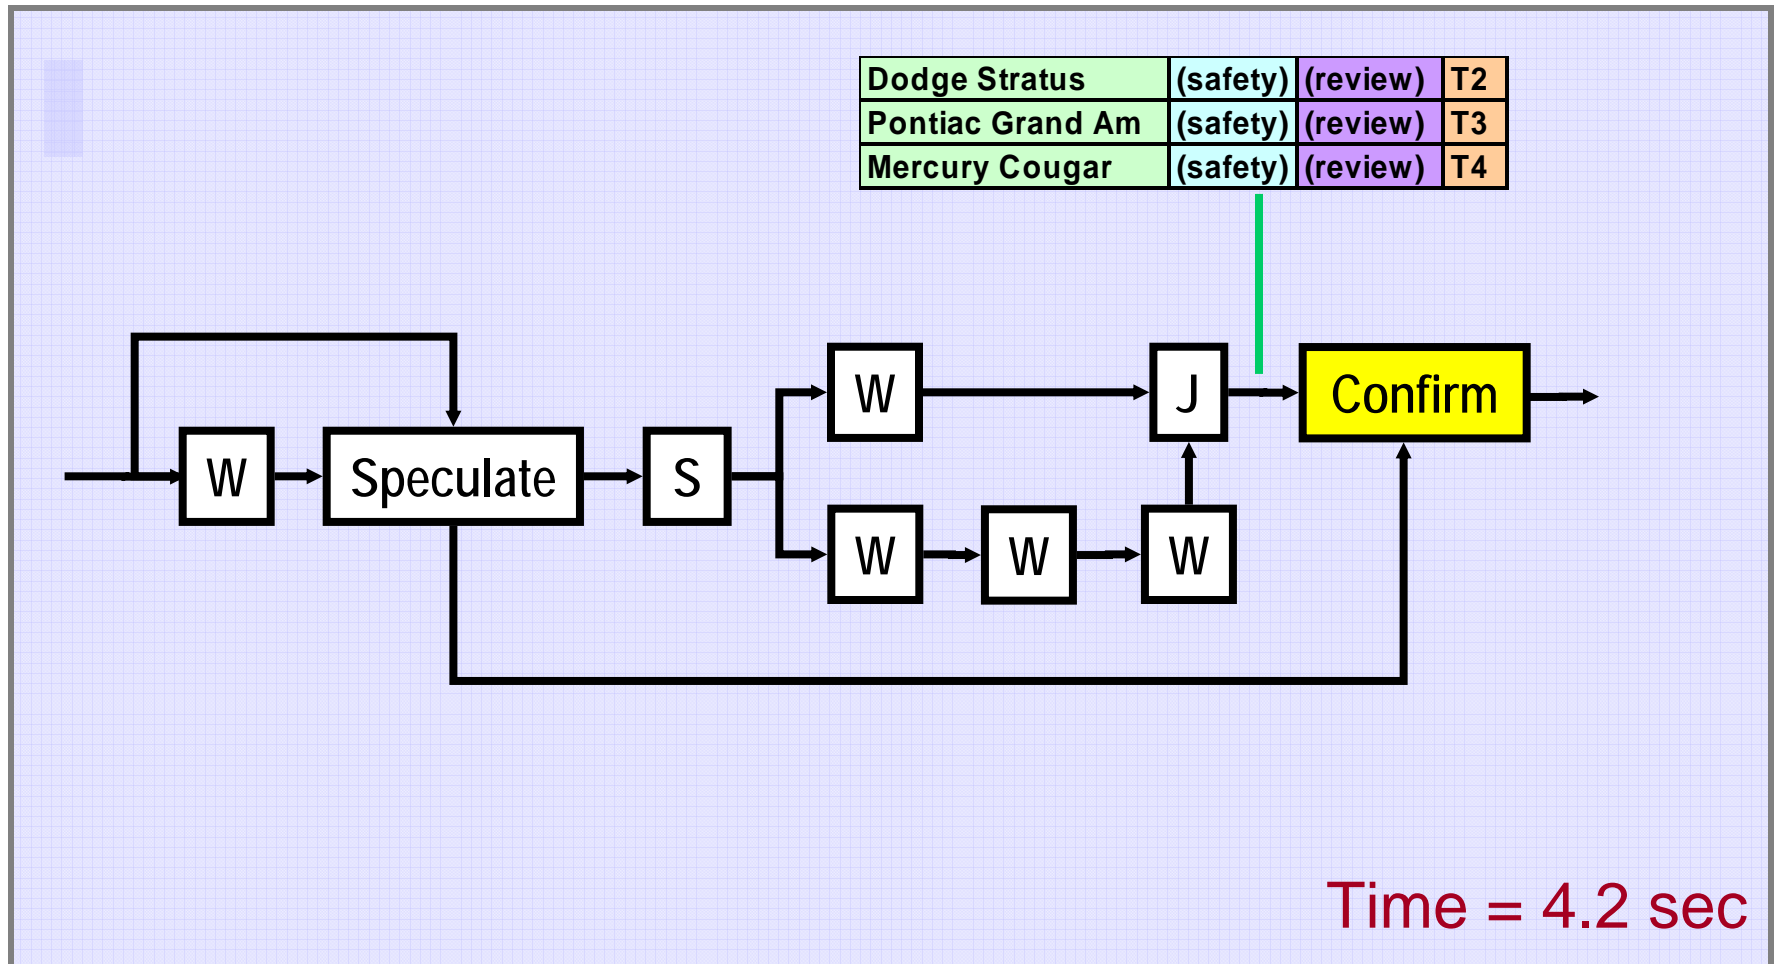 Dodge Stratus (safety) (review) T2
Pontiac Grand Am (safety) (review) T3
Mercury Cougar (safety) (review) T4
W J Confirm
W Speculate S
W W W
Time = 4.2 sec